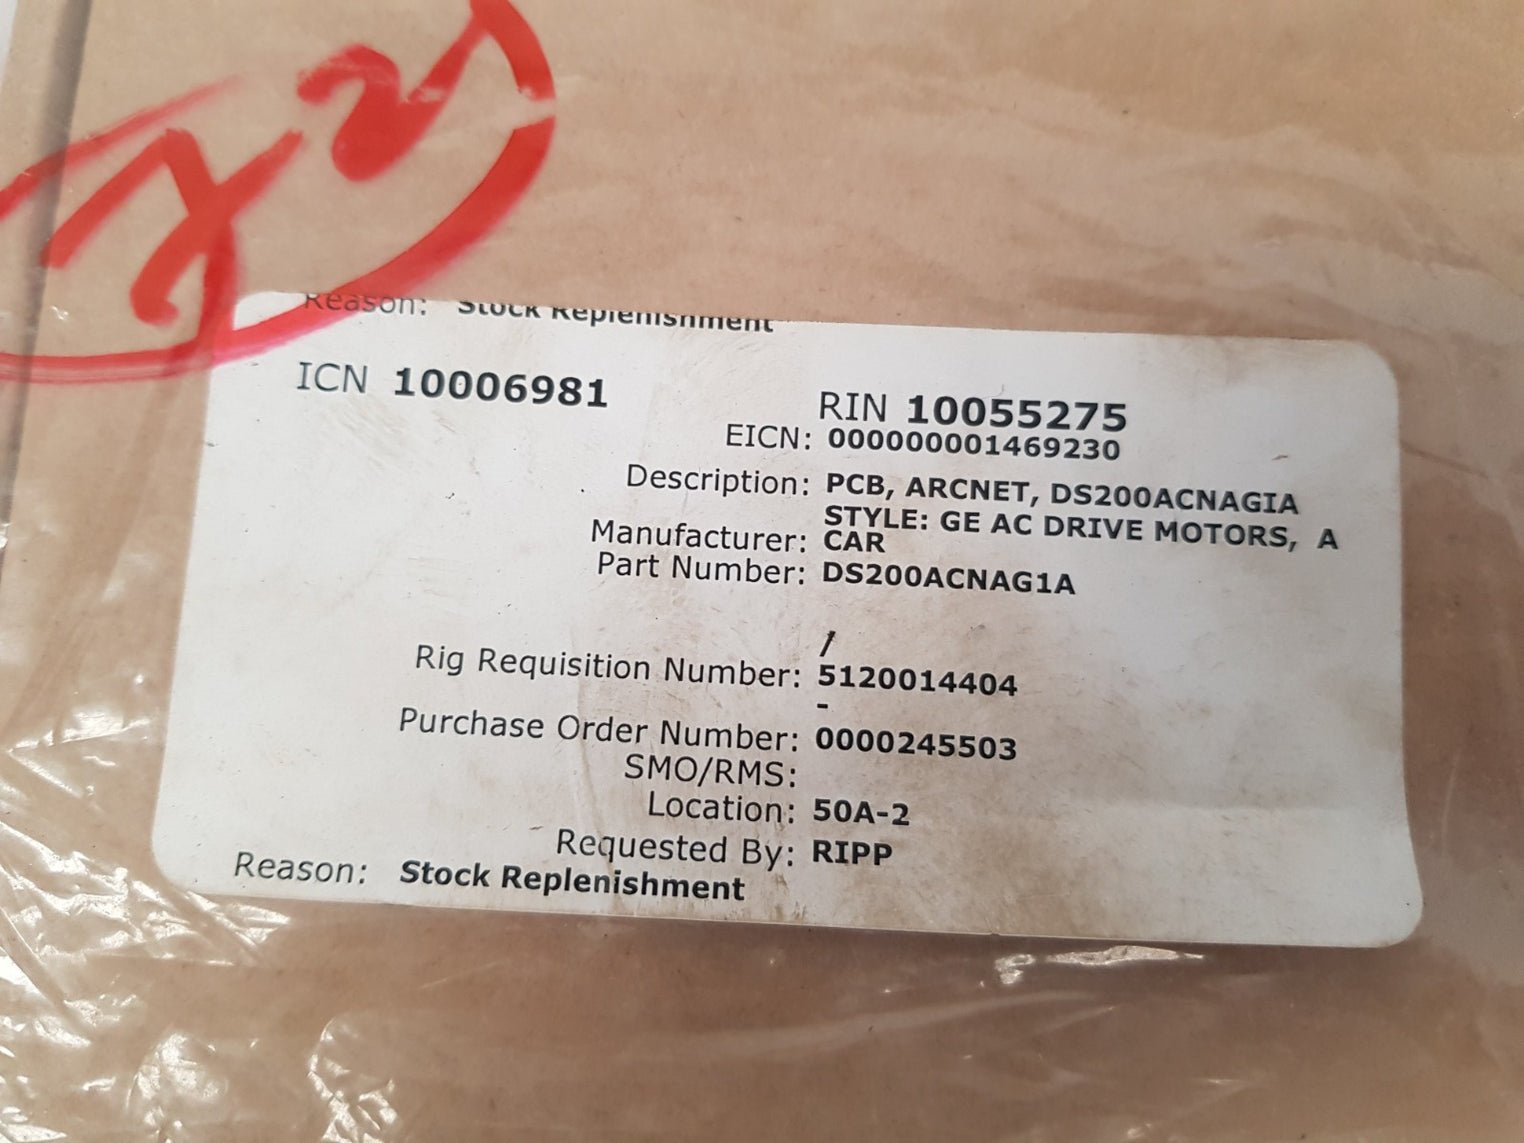 Reason: Stock Replenishment
ICN 10006981
RIN 10055275
EICN: 000000001469230
Description: PCB, ARCNET, DS200ACNAGIA
STYLE: GE AC DRIVE MOTORS, A
Manufacturer: CAR
Part Number: DS200ACNAG1A
/
Rig Requisition Number: 5120014404
-
Purchase Order Number: 0000245503
SMO/RMS:
Location: 50A-2
Requested By: RIPP
Reason: Stock Replenishment